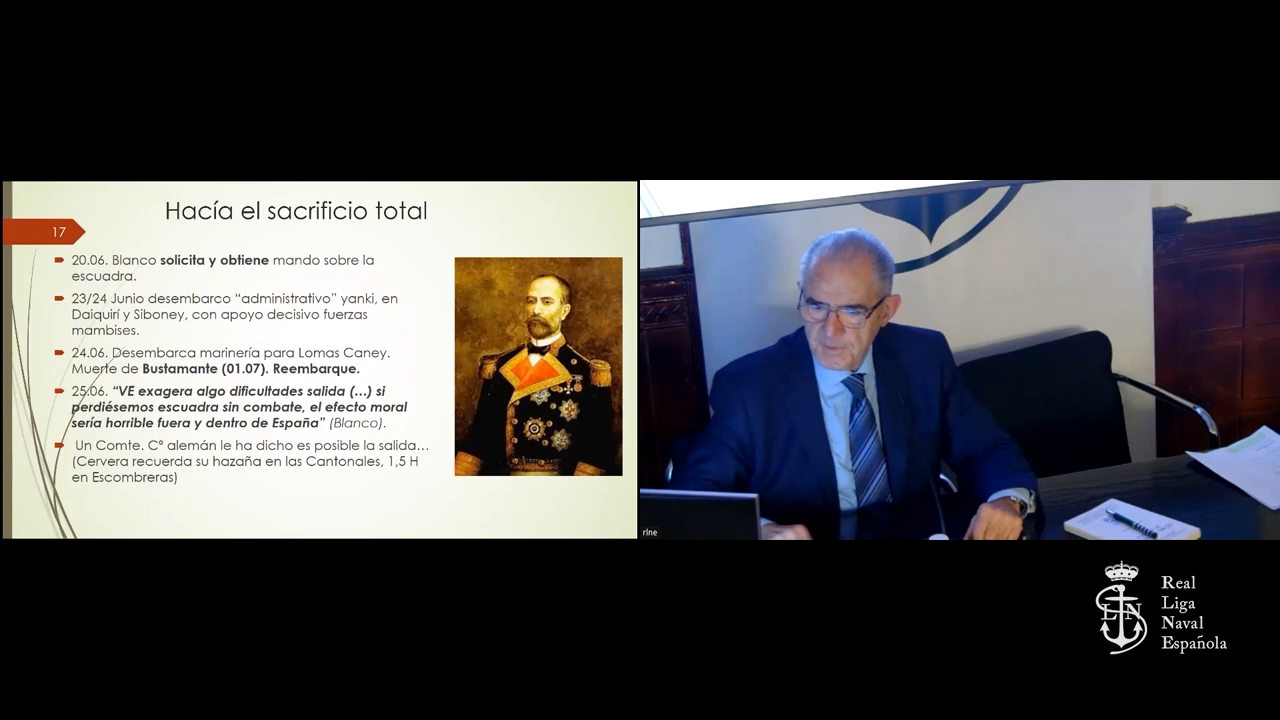 Hacía el sacrificio total
17
20.06. Blanco solicita y obtiene mando sobre la
escuadra.
23/24 Junio desembarco “administrativo” yanki, en
Daiquirí y Siboney, con apoyo decisivo fuerzas
mambises.
24.06. Desembarca marinería para Lomas Caney.
Muerte de Bustamante (01.07). Reembarque.
25.06. “VE exagera algo dificultades salida (…) si
perdiésemos escuadra sin combate, el efecto moral
sería horrible fuera y dentro de España” (Blanco).
Un Comte. Cº alemán le ha dicho es posible la salida…
(Cervera recuerda su hazaña en las Cantonales, 1,5 H
en Escombreras)
rlne
LN
Real
Liga
Naval
Española